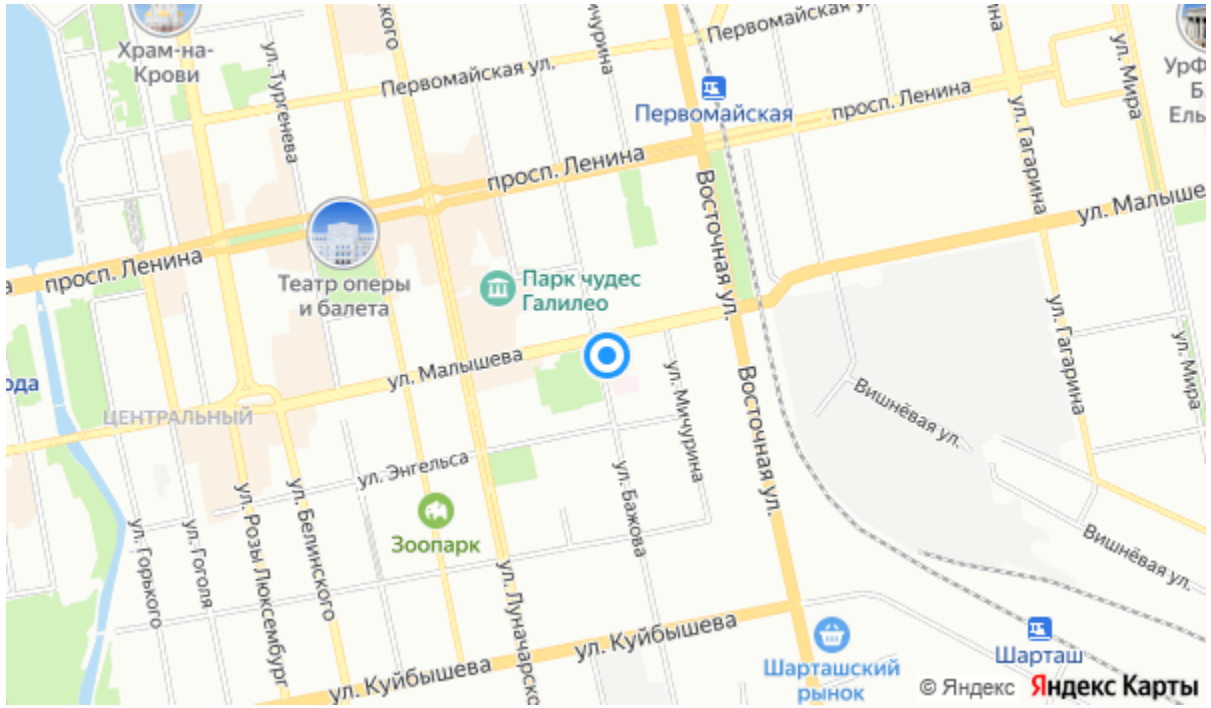 Храм-на-
Крови
ул. Тургенева
Первомайская ул.
Первомайская
просп. Ленина
ул. Гагарина
ул. Мира
просп. Ленина
ул. Малыше
Восточная ул.
просп. Ленина
Театр оперы
и балета
Парк чудес
Галилео
ул. Малышева
ЦЕНТРАЛЬНЫЙ
ул. Гагарина
ул. Мира
ул. Мичурина
Восточная ул.
Вишнёвая ул.
ул. Энгельса
Зоопарк
ул. Бажова
Вишнёвая ул.
ул. Горького
ул. Гоголя
ул. Розы Люксембург
ул. Белинского
ул. Луначарско
ул. Куйбышева
ул. Куйбышева
Шарташский
рынок
Шарташ
© Яндекс Яндекс Карты